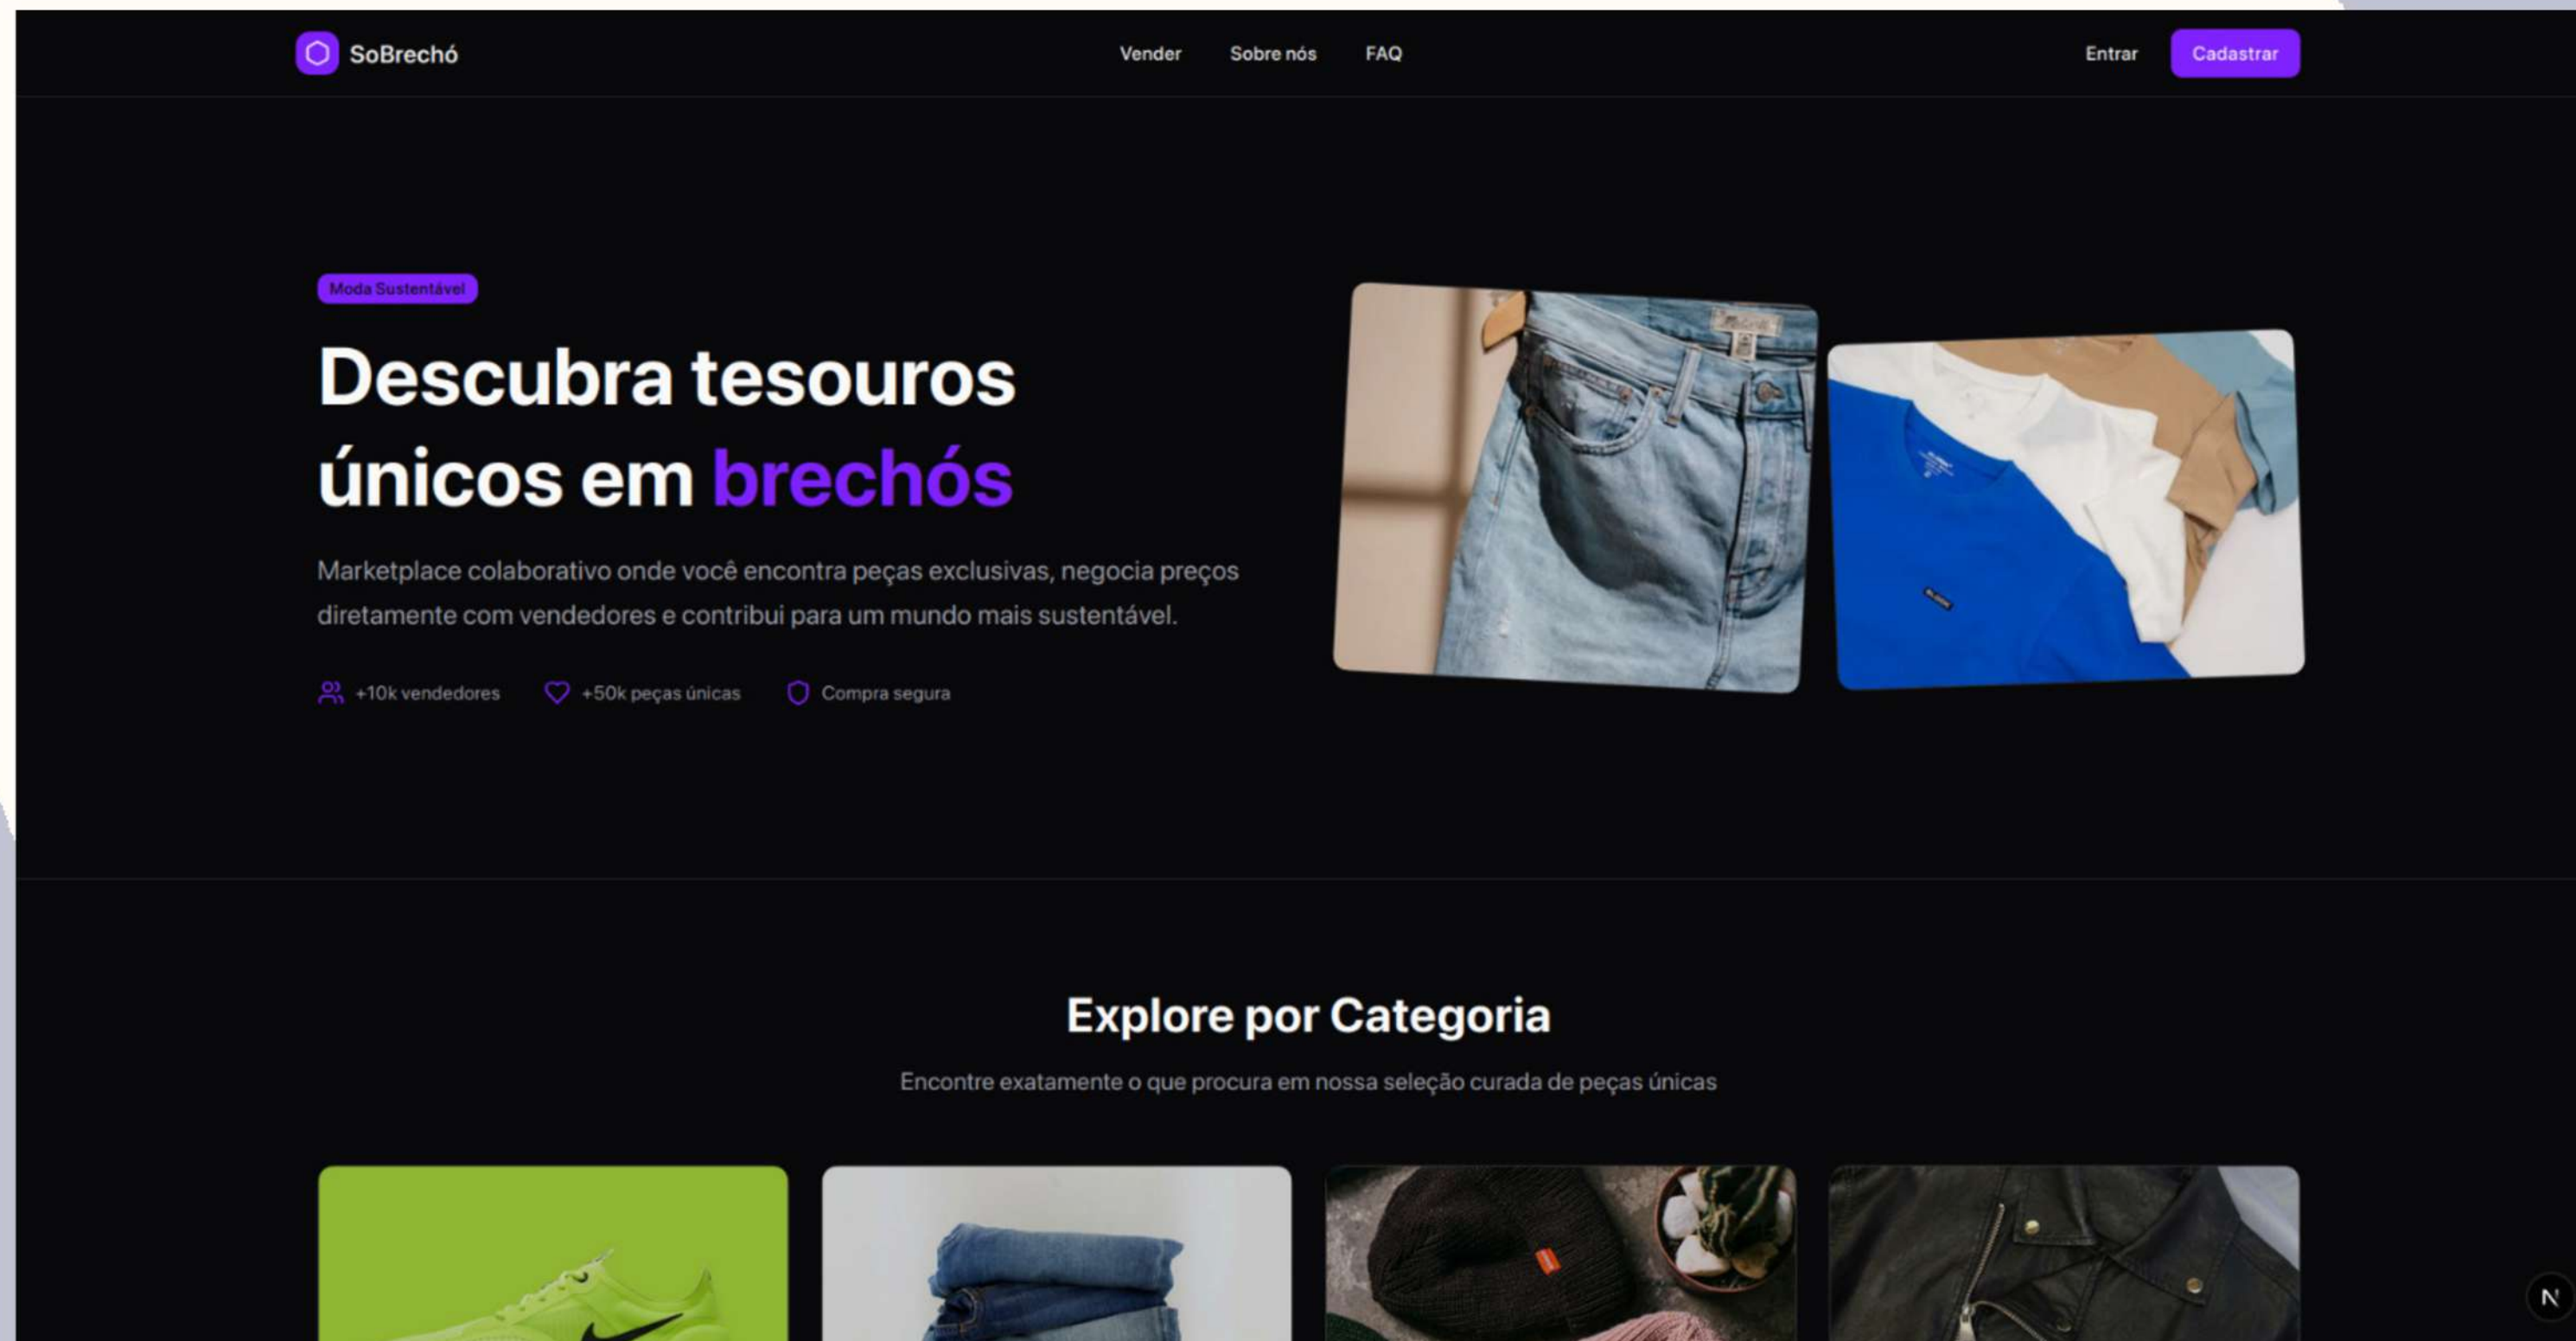 SoBrechó
Vender
Sobre nós
FAQ
Entrar
Cadastrar
Moda Sustentável
Descubra tesouros
únicos em brechós
Marketplace colaborativo onde você encontra peças exclusivas, negocia preços
diretamente com vendedores e contribui para um mundo mais sustentável.
+10k vendedores
+50k peças únicas
Compra segura
Explore por Categoria
Encontre exatamente o que procura em nossa seleção curada de peças únicas
N